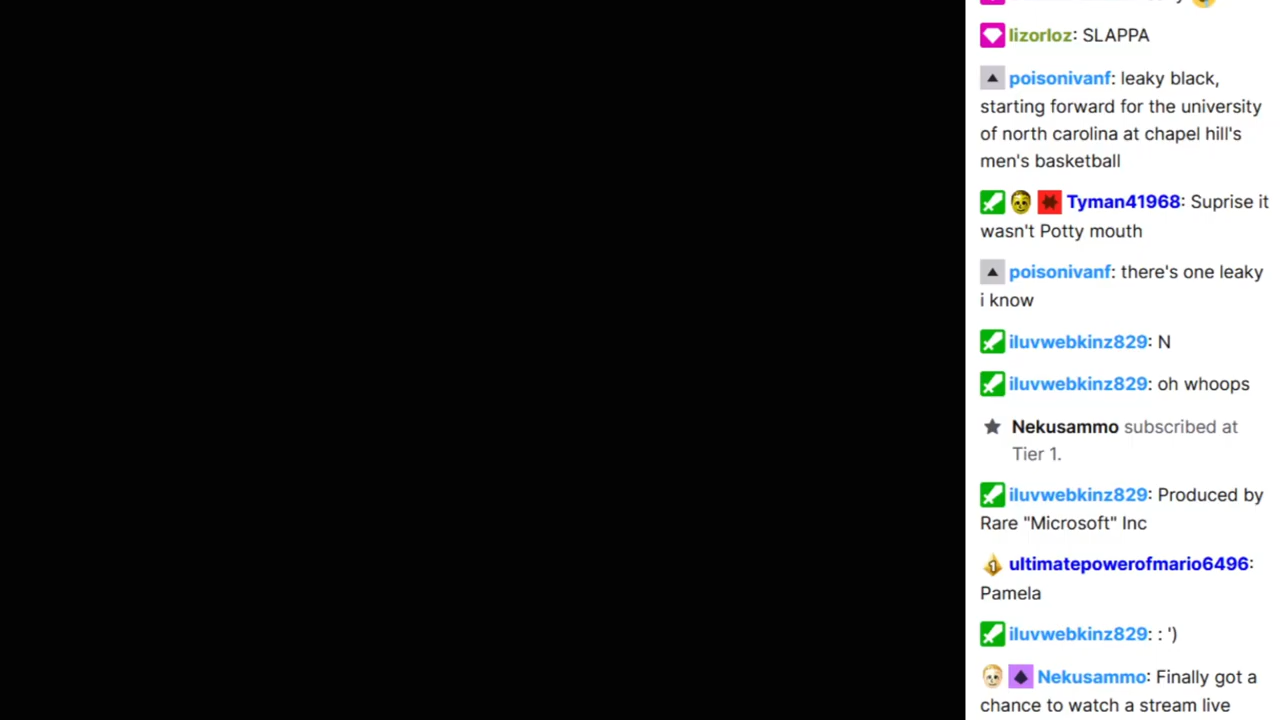 lizorloz: SLAPPA
poisonivanf: leaky black,
starting forward for the university
of north carolina at chapel hill's
men's basketball
Tyman41968: Suprise it
wasn't Potty mouth
poisonivanf: there's one leaky
i know
iluvwebkinz829: N
iluvwebkinz829: oh whoops
Nekusammo subscribed at
Tier 1.
iluvwebkinz829: Produced by
Rare "Microsoft" Inc
ultimatepowerofmario6496:
Pamela
iluvwebkinz829: : ')
Nekusammo: Finally got a
chance to watch a stream live